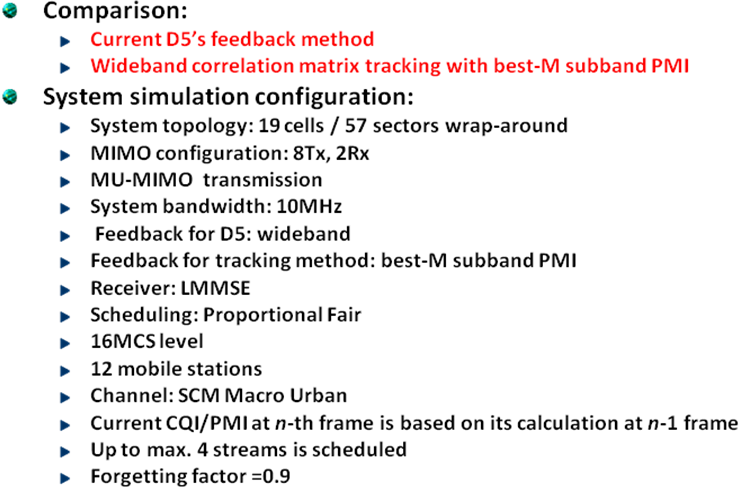 Comparison:
Current D5's feedback method
Wideband correlation matrix tracking with best-M subband PMI
System simulation configuration:
System topology: 19 cells / 57 sectors wrap-around
MIMO configuration: 8Tx, 2Rx
MU-MIMO transmission
System bandwidth: 10MHz
Feedback for D5: wideband
Feedback for tracking method: best-M subband PMI
Receiver: LMMSE
Scheduling: Proportional Fair
16MCS level
12 mobile stations
Channel: SCM Macro Urban
Current CQI/PMI at n-th frame is based on its calculation at n-1 frame
Up to max. 4 streams is scheduled
Forgetting factor =0.9